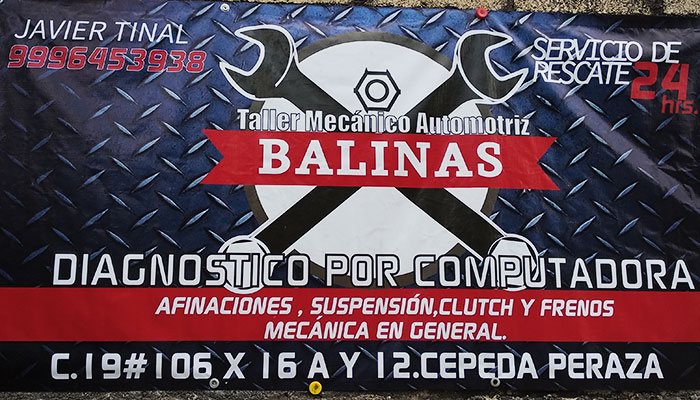 JAVIER TINAL
9996453938
SERVICIO DE
RESCATE 24
hrs.
Taller Mecánico Automotriz
BALINAS
DIAGNOSTICO POR COMPUTADORA
AFINACIONES , SUSPENSIÓN,CLUTCH Y FRENOS
MECÁNICA EN GENERAL.
C.19#106 X 16 A Y 12.CEPEDA PERAZA